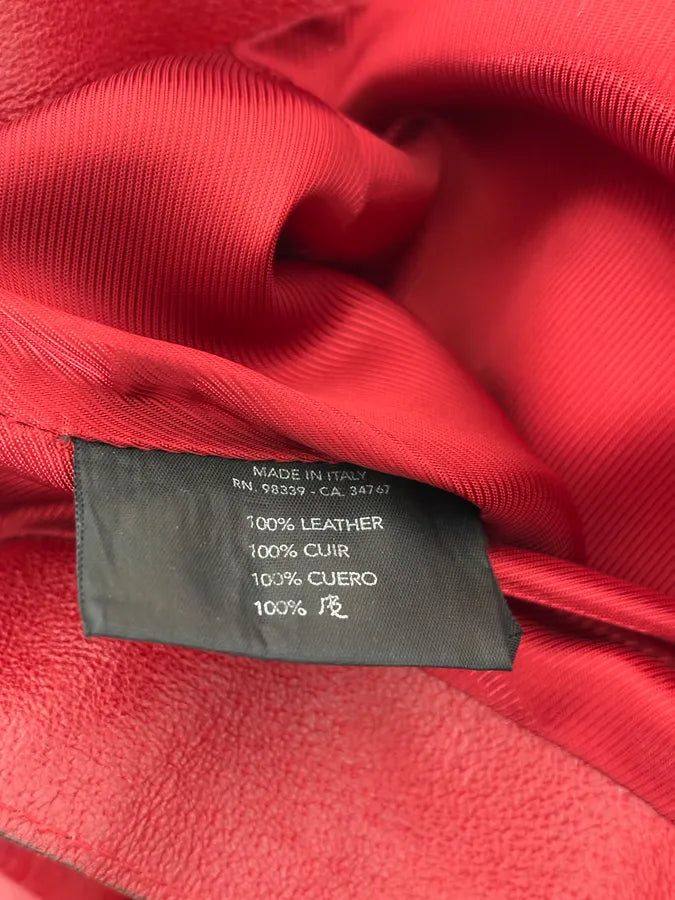 MADE IN ITALY
RN. 98339 - CA. 34767
100% LEATHER
100% CUIR
100% CUERO
100% 皮